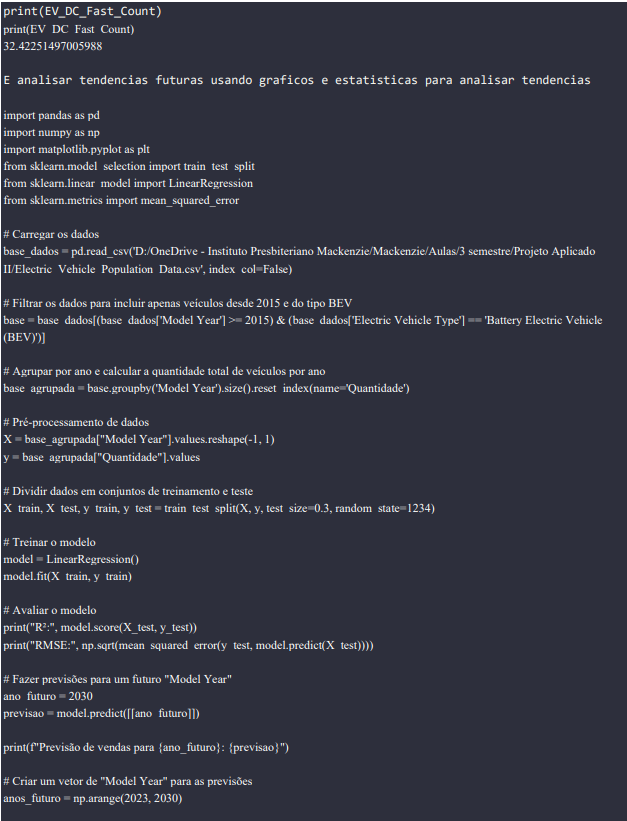 print(EV_DC_Fast_Count)
print(EV DC Fast Count)
32.42251497005988
E analisar tendencias futuras usando graficos e estatisticas para analisar tendencias
import pandas as pd
import numpy as np
import matplotlib.pyplot as plt
from sklearn.model selection import train test split
from sklearn.linear model import LinearRegression
from sklearn.metrics import mean_squared_error
# Carregar os dados
base_dados = pd.read_csv('D:/OneDrive - Instituto Presbiteriano Mackenzie/Mackenzie/Aulas/3 semestre/Projeto Aplicado
II/Electric Vehicle Population Data.csv', index col=False)
# Filtrar os dados para incluir apenas veículos desde 2015 e do tipo BEV
base = base dados[(base dados['Model Year'] >= 2015) & (base dados['Electric Vehicle Type'] == 'Battery Electric Vehicle
(BEV)')]
# Agrupar por ano e calcular a quantidade total de veículos por ano
base agrupada = base.groupby('Model Year').size().reset index(name='Quantidade')
# Pré-processamento de dados
X = base_agrupada["Model Year"].values.reshape(-1, 1)
y = base agrupada["Quantidade"].values
# Dividir dados em conjuntos de treinamento e teste
X train, X test, y train, y test = train test split(X, y, test size=0.3, random state=1234)
# Treinar o modelo
model = LinearRegression()
model.fit(X train, y train)
# Avaliar o modelo
print("R²:", model.score(X_test, y_test))
print("RMSE:", np.sqrt(mean squared error(y test, model.predict(X test))))
# Fazer previsões para um futuro "Model Year"
ano futuro = 2030
previsao = model.predict([[ano futuro]])
print(f"Previsão de vendas para {ano_futuro}: {previsao}")
# Criar um vetor de "Model Year" para as previsões
anos_futuro = np.arange(2023, 2030)